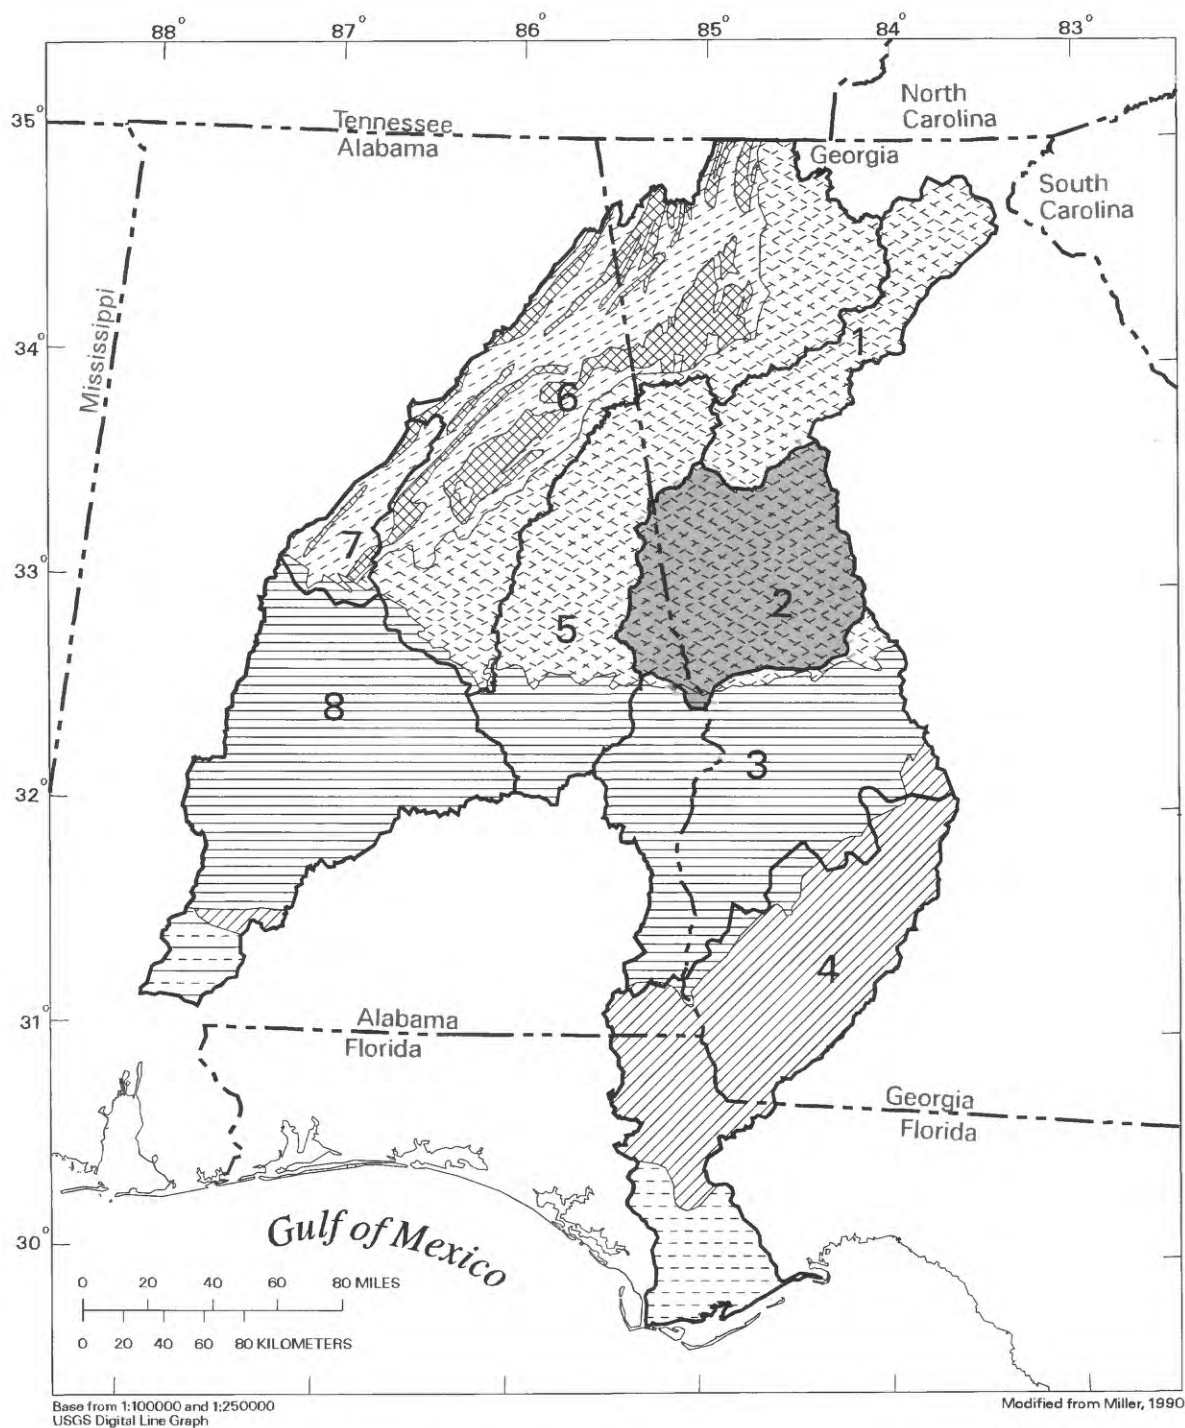 88° 87° 86° 85° 84° 83°
35°
Tennessee
Alabama
North
Carolina
Georgia
South
Carolina
Mississippi
34°
1
6
33°
7
2
5
8
3
32°
4
31°
Alabama
Florida
Georgia
Florida
30°
Gulf of Mexico
0 20 40 60 80 MILES
0 20 40 60 80 KILOMETERS
Base from 1:100000 and 1:250000
USGS Digital Line Graph
Modified from Miller, 1990